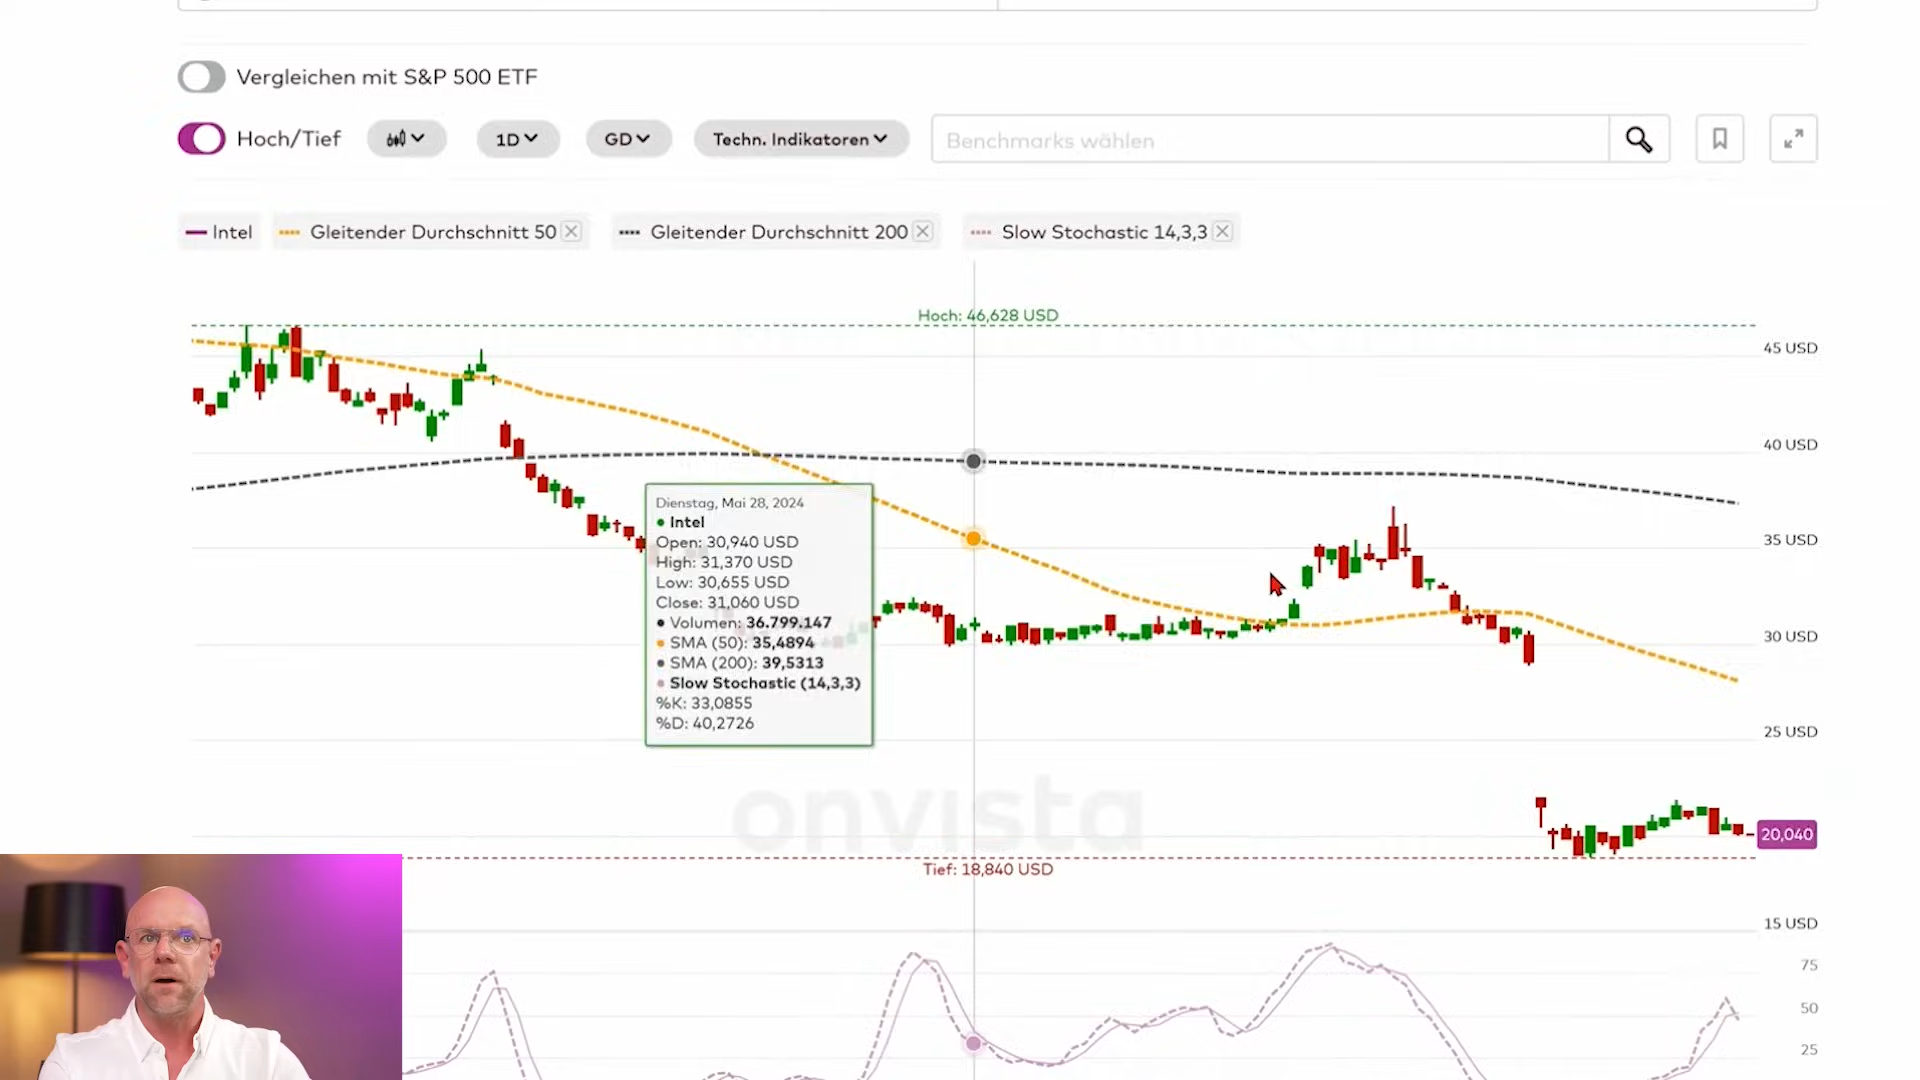 Vergleichen mit S&P 500 ETF
Hoch/Tief
1D
GD
Techn. Indikatoren
Benchmarks wählen
Intel
Gleitender Durchschnitt 50
Gleitender Durchschnitt 200
Slow Stochastic 14,3,3
Hoch: 46,628 USD
45 USD
40 USD
35 USD
30 USD
25 USD
Dienstag, Mai 28, 2024
Intel
Open: 30,940 USD
High: 31,370 USD
Low: 30,655 USD
Close: 31,060 USD
Volumen: 36.799.147
SMA (50): 35,4894
SMA (200): 39,5313
Slow Stochastic (14,3,3)
%K: 33,0855
%D: 40,2726
onvista
20,040
Tief: 18,840 USD
15 USD
75
50
25